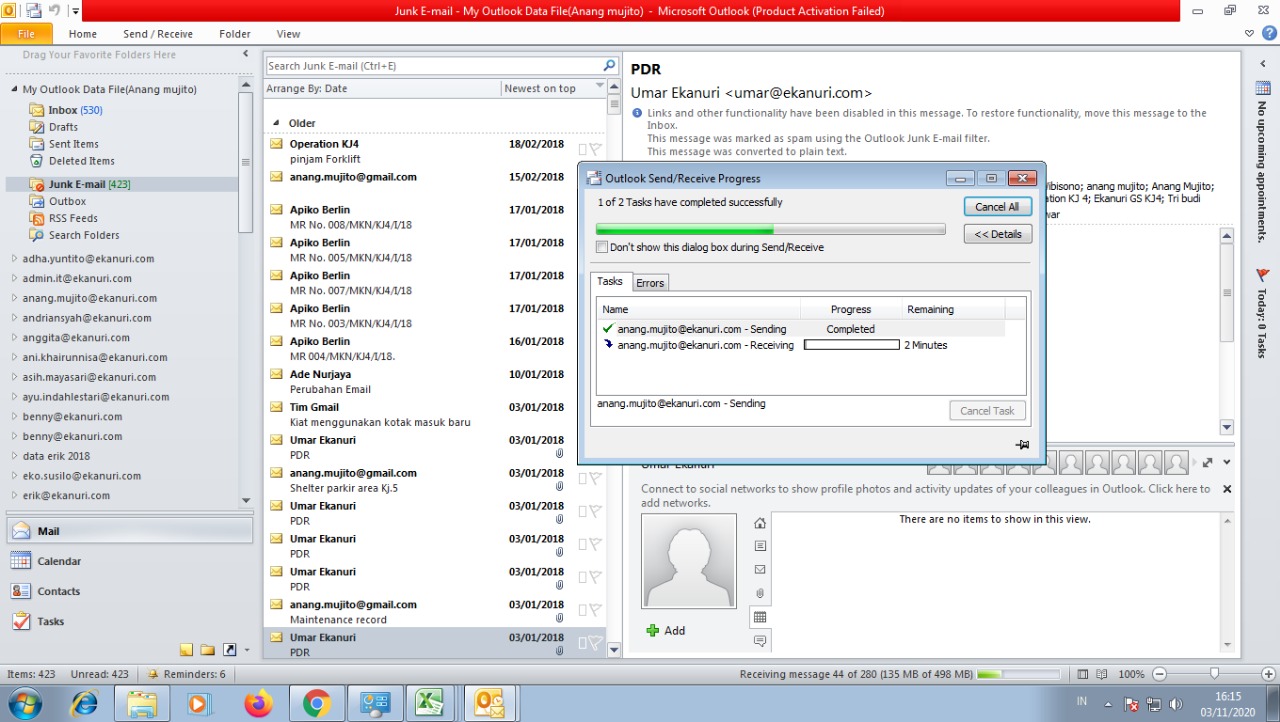 Junk E-mail - My Outlook Data File(Anang mujito) - Microsoft Outlook (Product Activation Failed)
File Home Send / Receive Folder View
Drag Your Favorite Folders Here
My Outlook Data File(Anang mujito)
Inbox (530)
Drafts
Sent Items
Deleted Items
Junk E-mail [423]
Outbox
RSS Feeds
Search Folders
adha.yuntito@ekanuri.com
admin.it@ekanuri.com
anang.mujito@ekanuri.com
andriansyah@ekanuri.com
anggita@ekanuri.com
ani.khairunnisa@ekanuri.com
asih.mayasari@ekanuri.com
ayu.indahlestari@ekanuri.com
benny@ekanuri.com
benny@ekanuri.com
data erik 2018
eko.susilo@ekanuri.com
erik@ekanuri.com
Mail
Calendar
Contacts
Tasks
Search Junk E-mail (Ctrl+E)
Arrange By: Date Newest on top
Older
Operation KJ4 18/02/2018
pinjam Forklift
anang.mujito@gmail.com 15/02/2018
Apiko Berlin 17/01/2018
MR No. 008/MKN/KJ4/I/18
Apiko Berlin 17/01/2018
MR No. 005/MKN/KJ4/I/18
Apiko Berlin 17/01/2018
MR No. 007/MKN/KJ4/I/18
Apiko Berlin 17/01/2018
MR No. 003/MKN/KJ4/I/18
Apiko Berlin 16/01/2018
MR 004/MKN/KJ4/I/18.
Ade Nurjaya 10/01/2018
Perubahan Email
Tim Gmail 03/01/2018
Kiat menggunakan kotak masuk baru
Umar Ekanuri 03/01/2018
PDR
anang.mujito@gmail.com 03/01/2018
Shelter parkir area Kj.5
Umar Ekanuri 03/01/2018
PDR
Umar Ekanuri 03/01/2018
PDR
Umar Ekanuri 03/01/2018
PDR
anang.mujito@gmail.com 03/01/2018
Maintenance record
Umar Ekanuri 03/01/2018
PDR
PDR
Umar Ekanuri <umar@ekanuri.com>
Links and other functionality have been disabled in this message. To restore functionality, move this message to the
Inbox.
This message was marked as spam using the Outlook Junk E-mail filter.
This message was converted to plain text.
anang mujito; Anang Mujito;
KJ 4; Ekanuri GS KJ4; Tri budi
Outlook Send/Receive Progress
1 of 2 Tasks have completed successfully
Cancel All
<< Details
Don't show this dialog box during Send/Receive
Tasks Errors
Name Progress Remaining
anang.mujito@ekanuri.com - Sending Completed
anang.mujito@ekanuri.com - Receiving 2 Minutes
anang.mujito@ekanuri.com - Sending
Cancel Task
Umar Ekanuri
Connect to social networks to show profile photos and activity updates of your colleagues in Outlook. Click here to
add networks.
There are no items to show in this view.
Add
No upcoming appointments.
Today: 0 Tasks
Items: 423 Unread: 423 Reminders: 6 Receiving message 44 of 280 (135 MB of 498 MB) 100%
IN 16:15
03/11/2020